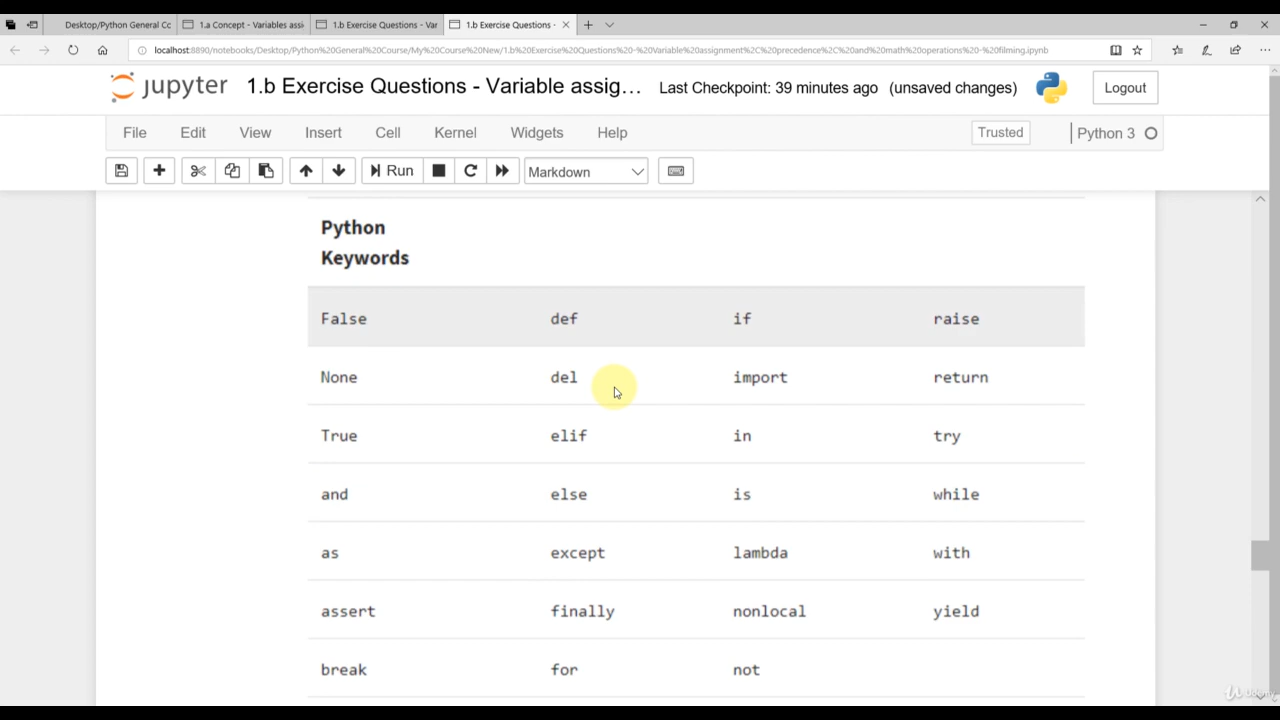 Desktop/Python General Cc
1.a Concept - Variables assi
1.b Exercise Questions - Var
1.b Exercise Questions -
localhost:8890/notebooks/Desktop/Python%20General%20Course/My%20Course%20New/1.b%20Exercise%20Questions%20-%20Variable%20assignment%2C%20precedence%2C%20and%20math%20operations%20-%20filming.ipynb
jupyter 1.b Exercise Questions - Variable assig... Last Checkpoint: 39 minutes ago (unsaved changes) Logout
File Edit View Insert Cell Kernel Widgets Help Trusted Python 3
Run Markdown
Python
Keywords
False def if raise
None del import return
True elif in try
and else is while
as except lambda with
assert finally nonlocal yield
break for not
Udemy